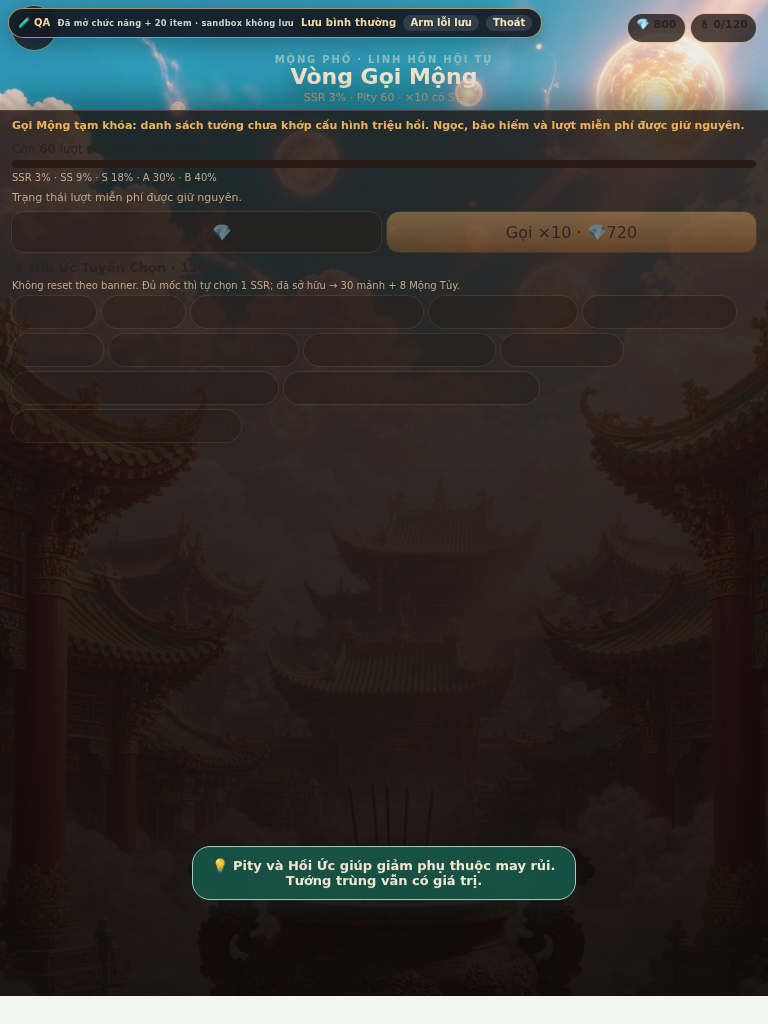 🧪 QA Đã mở chức năng + 20 item · sandbox không lưu Lưu bình thường Arm lỗi lưu Thoát
💎 800
🕯 0/120
MỘNG PHỔ · LINH HỒN HỘI TỤ
Vòng Gọi Mộng
SSR 3% · Pity 60 · ×10 có S
Gọi Mộng tạm khóa: danh sách tướng chưa khớp cấu hình triệu hồi. Ngọc, bảo hiểm và lượt miễn phí được giữ nguyên.
Còn 60 lượt
SSR 3% · SS 9% · S 18% · A 30% · B 40%
Trạng thái lượt miễn phí được giữ nguyên.
💎
Gọi ×10 · 💎720
Hồi Ức Tuyển Chọn ·
Không reset theo banner. Đủ mốc thì tự chọn 1 SSR; đã sở hữu → 30 mảnh + 8 Mộng Tủy.
💡 Pity và Hồi Ức giúp giảm phụ thuộc may rủi.
Tướng trùng vẫn có giá trị.